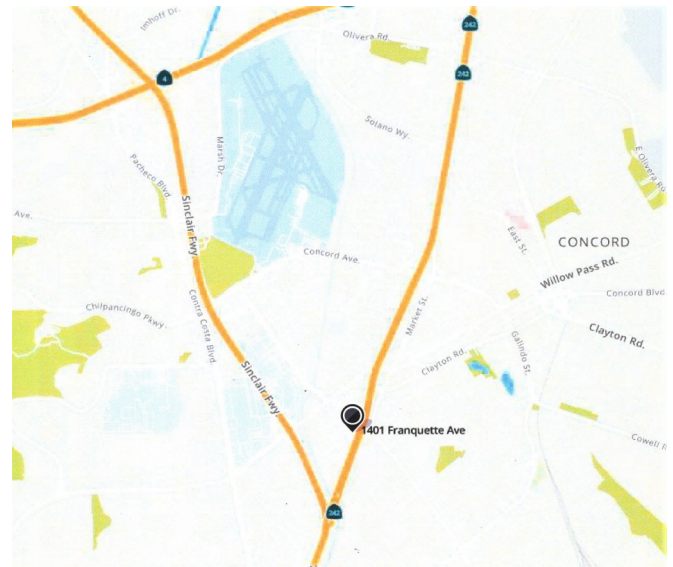 Imhoff Dr.
242
Olivera Rd.
242
4
Solano Wy.
Marsh Dr.
Pacheco Blvd
E Olivera Rd.
Sinclair Fwy.
Ave.
East St.
CONCORD
Concord Ave.
Willow Pass Rd.
Concord Blvd
Contra Costa Blvd.
Chilpancingo Pkwy.
Market St.
Clayton Rd.
Galindo St.
Clayton Rd.
Sinclair Fwy.
1401 Franquette Ave
Cowell
242